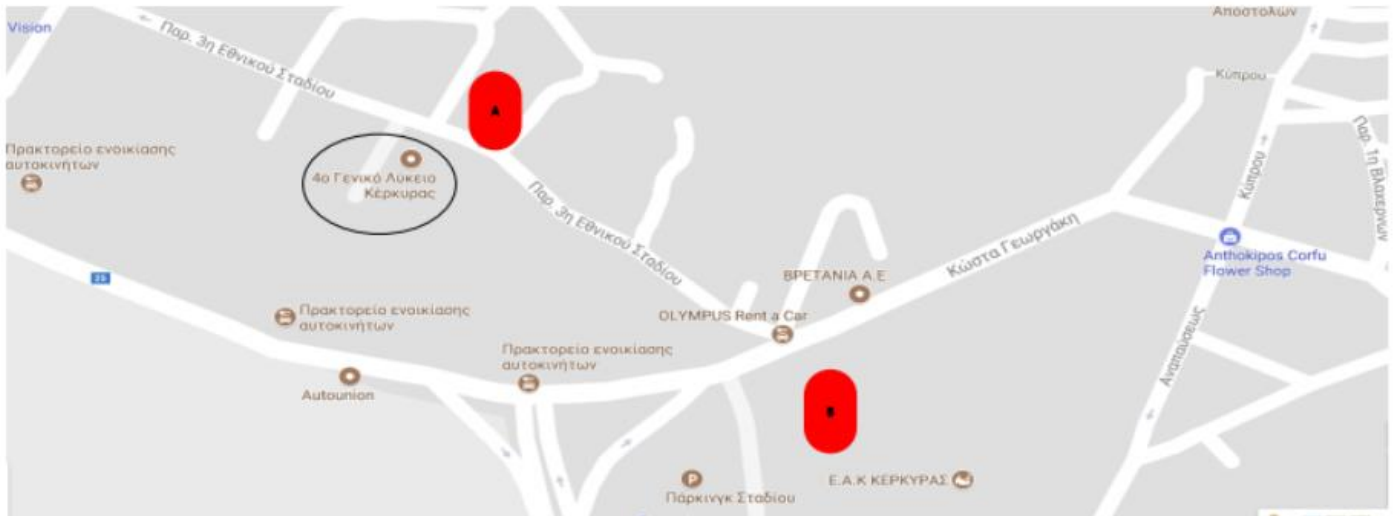 Vision
Αποστόλων
Παρ. 3η Εθνικού Σταδίου
Κύπρου
A
Πρακτορείο ενοικίασης
αυτοκινήτων
4ο Γενικό Λύκειο
Κέρκυρας
Παρ. 1η Βλαχερνών
Κύπρου
Παρ. 3η Εθνικού Σταδίου
Κώστα Γεωργάκη
Anthokipos Corfu
Flower Shop
25
ΒΡΕΤΑΝΙΑ Α.Ε
Πρακτορείο ενοικίασης
αυτοκινήτων
OLYMPUS Rent a Car
Αναπαύσεως
Πρακτορείο ενοικίασης
αυτοκινήτων
Autounion
B
P
Πάρκινγκ Σταδίου
Ε.Α.Κ ΚΕΡΚΥΡΑΣ